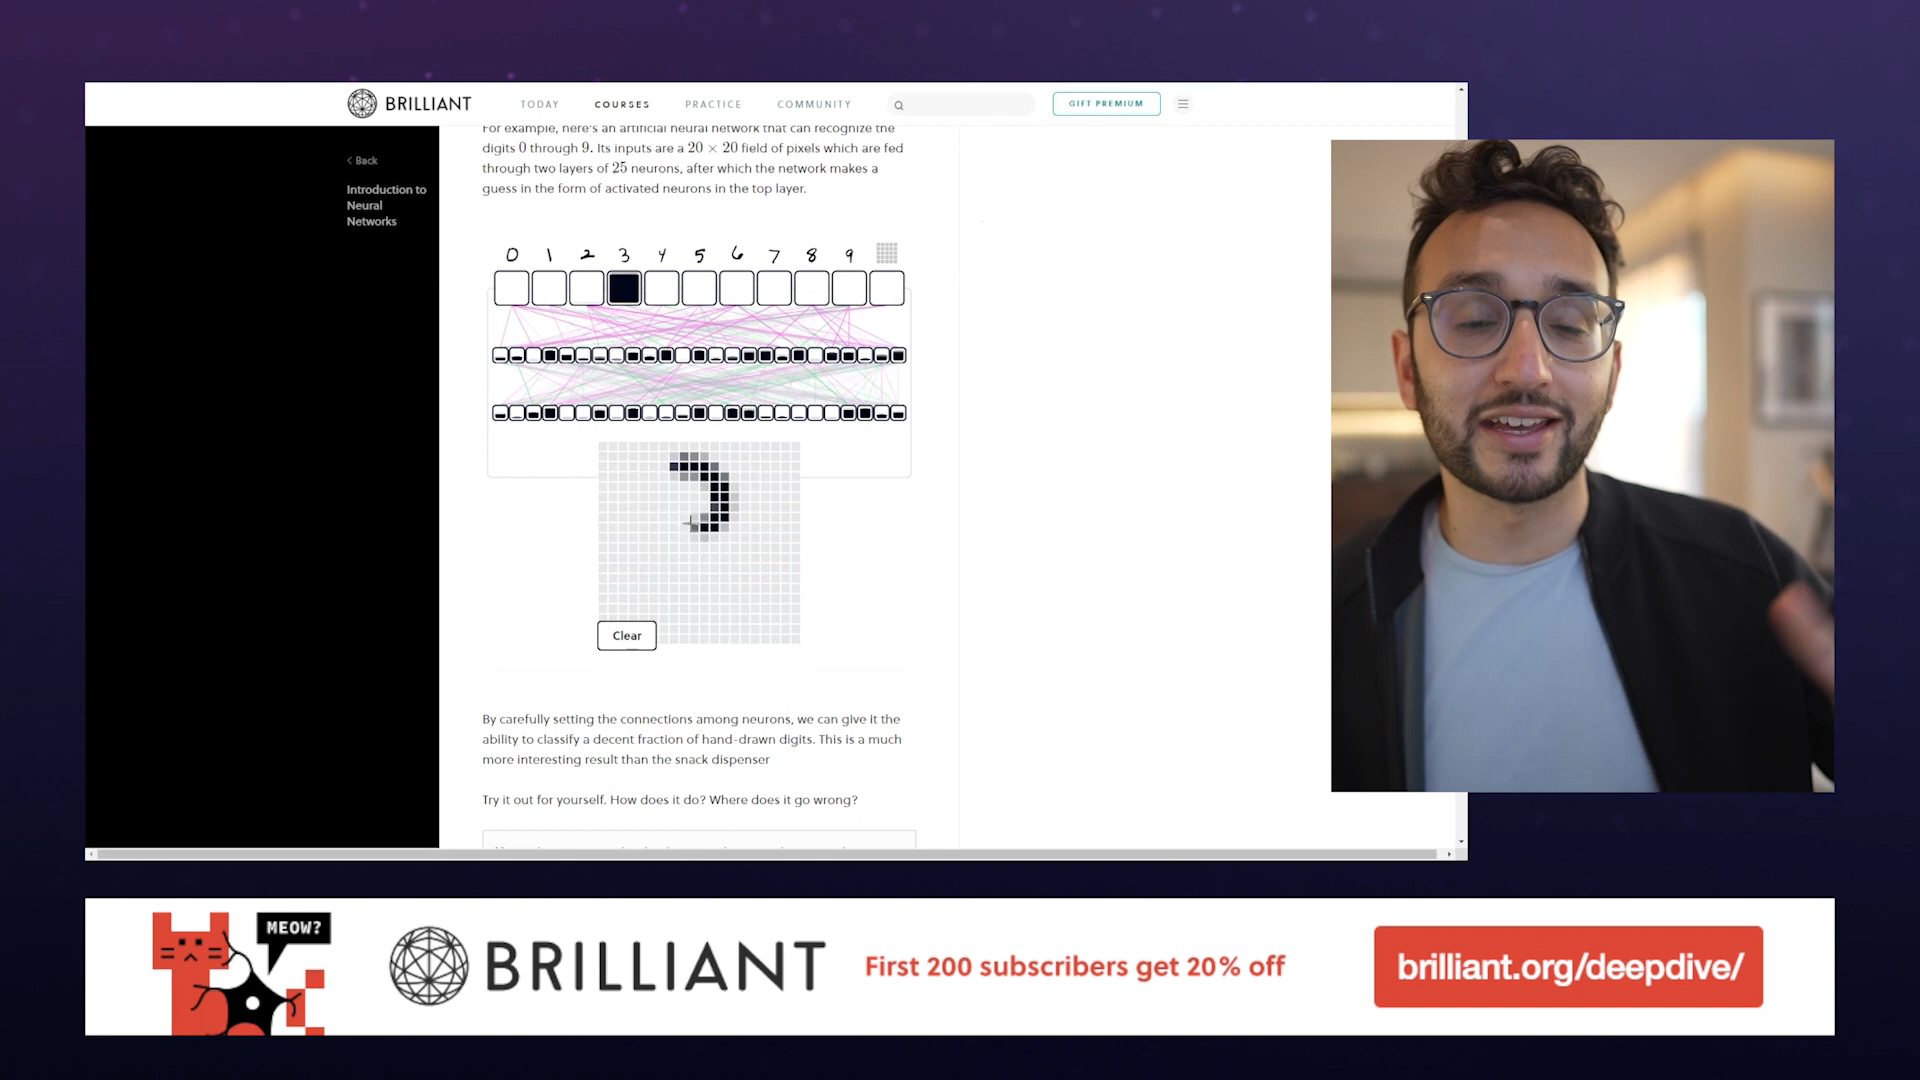 BRILLIANT
TODAY
COURSES
PRACTICE
COMMUNITY
GIFT PREMIUM
< Back
Introduction to
Neural
Networks
For example, here's an artificial neural network that can recognize the
digits 0 through 9. Its inputs are a 20 × 20 field of pixels which are fed
through two layers of 25 neurons, after which the network makes a
guess in the form of activated neurons in the top layer.
0 1 2 3 4 5 6 7 8 9
Clear
By carefully setting the connections among neurons, we can give it the
ability to classify a decent fraction of hand-drawn digits. This is a much
more interesting result than the snack dispenser
Try it out for yourself. How does it do? Where does it go wrong?
MEOW?
BRILLIANT
First 200 subscribers get 20% off
brilliant.org/deepdive/